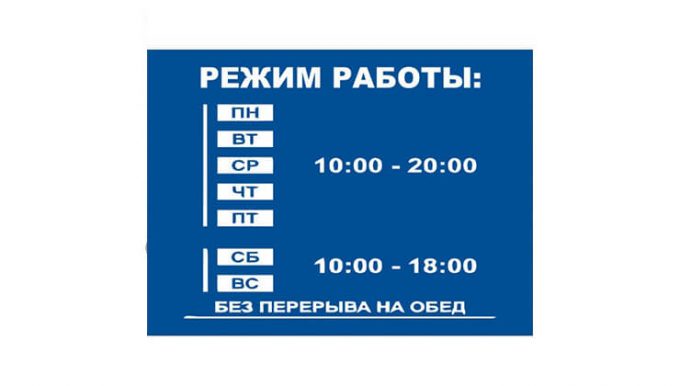 РЕЖИМ РАБОТЫ:
ПН
ВТ
СР 10:00 - 20:00
ЧТ
ПТ
СБ
10:00 - 18:00
ВС
БЕЗ ПЕРЕРЫВА НА ОБЕД